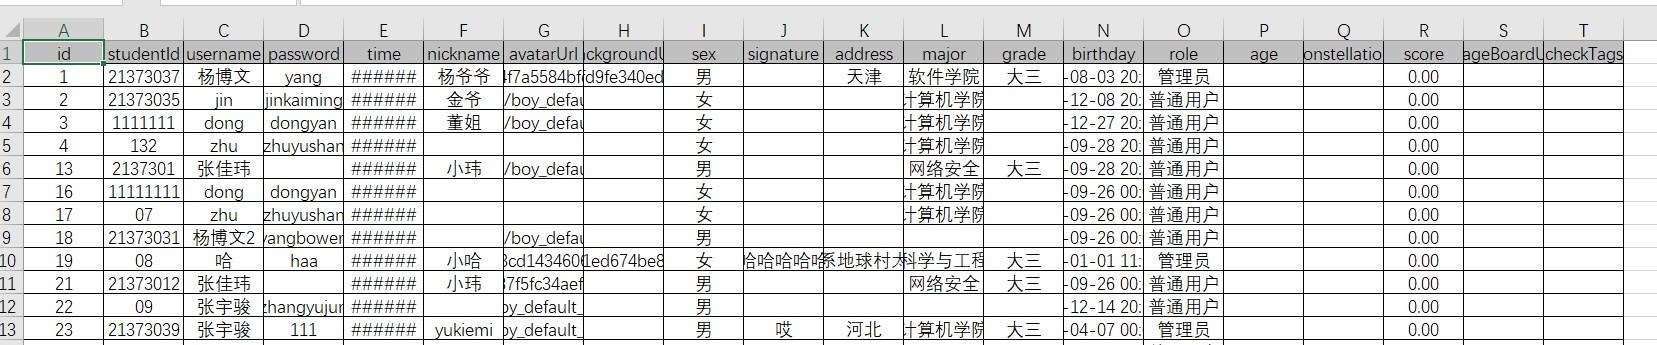 A B C D E F G H I J K L M N O P Q R S T
1 id studentId username password time nickname avatarUrl ckgroundU sex signature address major grade birthday role age onstellatio score ageBoardU checkTags
2 1 21373037 杨博文 yang ###### 杨爷爷 4f7a5584bf d9fe340ed 男 天津 软件学院 大三 -08-03 20: 管理员 0.00
3 2 21373035 jin jinkaiming ###### 金爷 /boy_defau 女 计算机学院 -12-08 20: 普通用户 0.00
4 3 1111111 dong dongyan ###### 董姐 /boy_defau 女 计算机学院 -12-27 20: 普通用户 0.00
5 4 132 zhu zhuyushan ###### 女 计算机学院 -09-28 20: 普通用户 0.00
6 13 2137301 张佳玮 ###### 小玮 /boy_defau 男 网络安全 大三 -09-28 20: 普通用户 0.00
7 16 11111111 dong dongyan ###### 女 计算机学院 -09-26 00: 普通用户 0.00
8 17 07 zhu zhuyushan ###### 女 计算机学院 -09-26 00: 普通用户 0.00
9 18 21373031 杨博文2 yangbower ###### /boy_defau 男 -09-26 00: 普通用户 0.00
10 19 08 哈 haa ###### 小哈 3cd143460 1ed674be8 女 哈哈哈哈哈 系地球村大 科学与工程 大三 -01-01 11: 管理员 0.00
11 21 21373012 张佳玮 ###### 小玮 37f5fc34aef 男 网络安全 大三 -09-26 00: 普通用户 0.00
12 22 09 张宇骏 zhangyujur ###### oy_default_ 男 -12-14 20: 普通用户 0.00
13 23 21373039 张宇骏 111 ###### yukiemi oy_default_ 男 哎 河北 计算机学院 大三 -04-07 00: 管理员 0.00